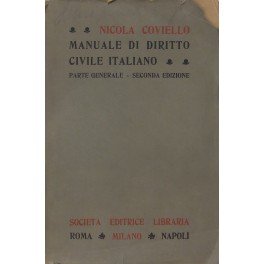 NICOLA COVIELLO
MANUALE DI DIRITTO
CIVILE ITALIANO
PARTE GENERALE - SECONDA EDIZIONE
SOCIETÀ EDITRICE LIBRARIA
ROMA MILANO NAPOLI